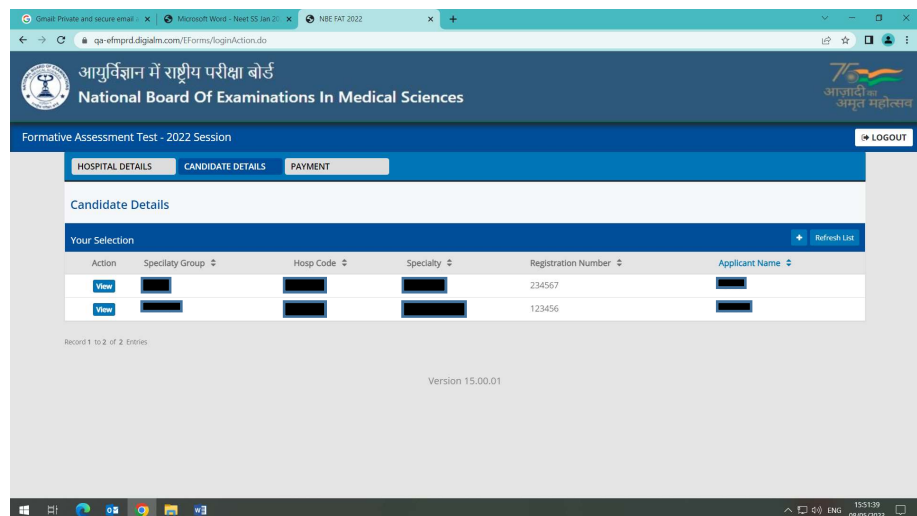 Gmail: Private and secure email
Microsoft Word - Neet SS Jan 20
NBE FAT 2022
qa-efmprd.digialm.com/EForms/loginAction.do
आयुर्विज्ञान में राष्ट्रीय परीक्षा बोर्ड
National Board Of Examinations In Medical Sciences
आज़ादी का
अमृत महोत्सव
Formative Assessment Test - 2022 Session
LOGOUT
HOSPITAL DETAILS CANDIDATE DETAILS PAYMENT
Candidate Details
Your Selection
+ Refresh List
Action Specilaty Group Hosp Code Specialty Registration Number Applicant Name
View 234567
View 123456
Record 1 to 2 of 2 Entries
Version 15.00.01
ENG
15:51:39